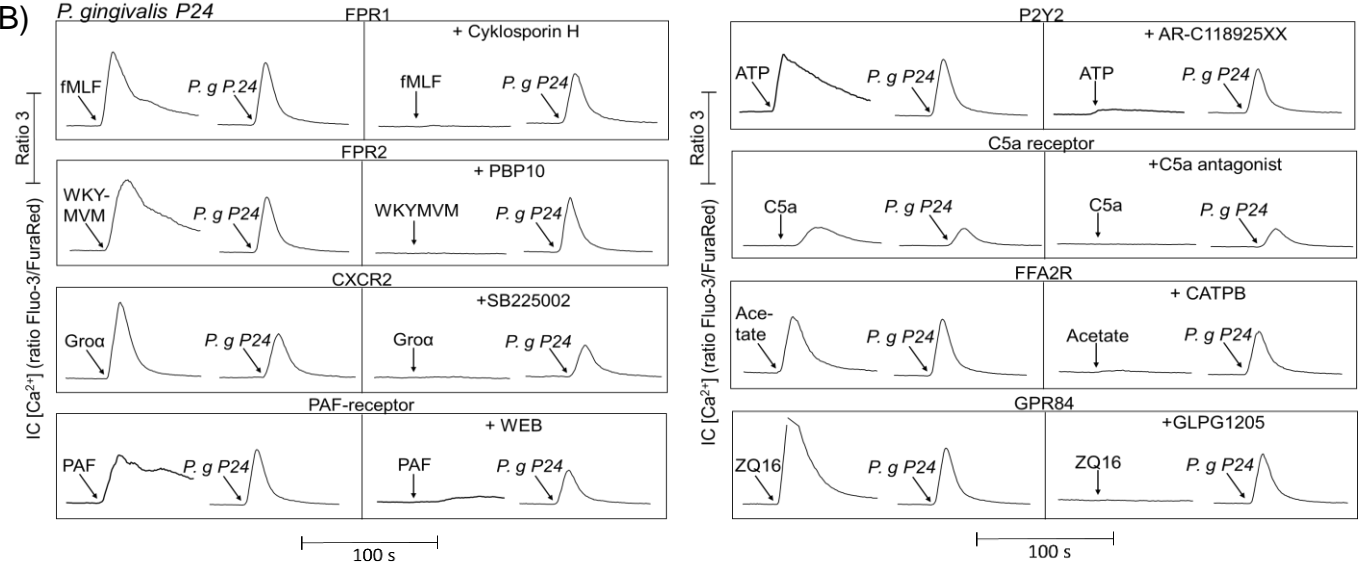 B)
P. gingivalis P24
FPR1
+ Cyklosporin H
fMLF
P. g P.24
fMLF
P. g P24
FPR2
+ PBP10
WKY-
MVM
P. g P24
WKYMVM
P. g P24
CXCR2
+SB225002
Groα
P. g P24
Groα
P. g P24
PAF-receptor
+ WEB
PAF
P. g P24
PAF
P. g P24
Ratio 3
IC [Ca²⁺] (ratio Fluo-3/FuraRed)
100 s
P2Y2
+ AR-C118925XX
ATP
P. g P24
ATP
P. g P24
C5a receptor
+C5a antagonist
C5a
P. g P24
C5a
P. g P24
FFA2R
+ CATPB
Ace-
tate
P. g P24
Acetate
P. g P24
GPR84
+GLPG1205
ZQ16
P. g P24
ZQ16
P. g P24
Ratio 3
IC [Ca²⁺] (ratio Fluo-3/FuraRed)
100 s